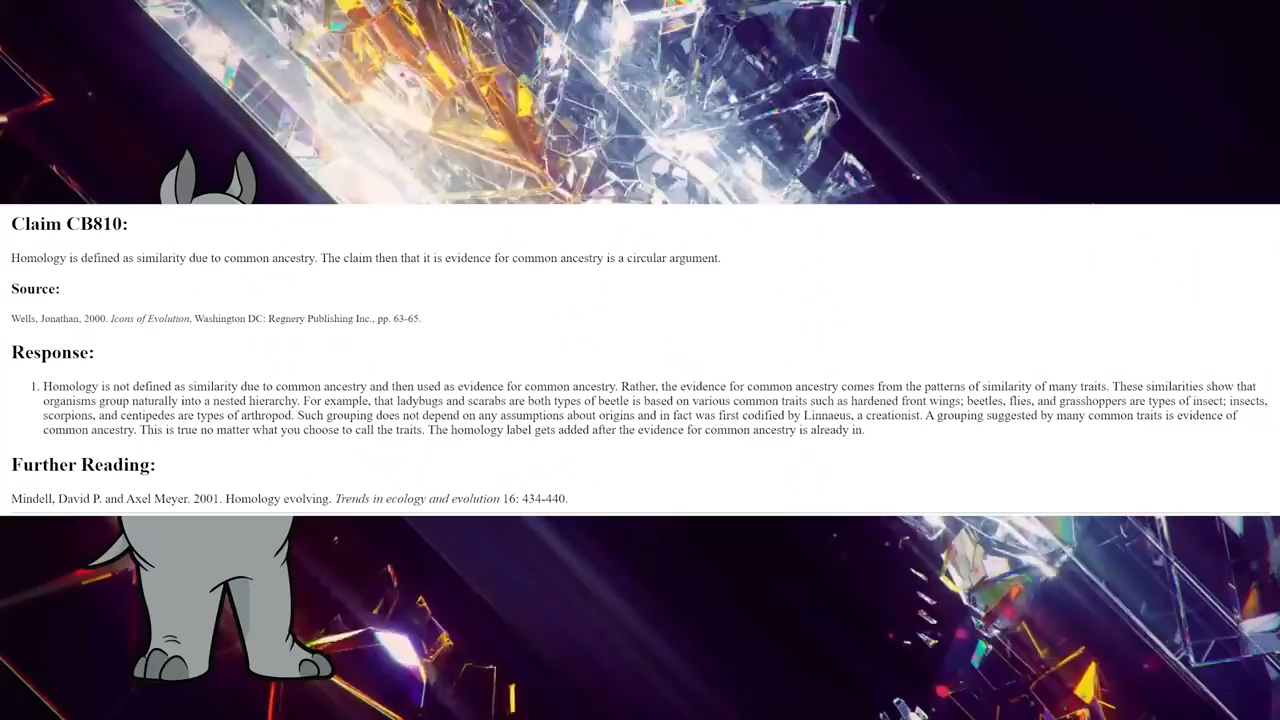 Claim CB810:
Homology is defined as similarity due to common ancestry. The claim then that it is evidence for common ancestry is a circular argument.
Source:
Wells, Jonathan, 2000. Icons of Evolution, Washington DC: Regnery Publishing Inc., pp. 63-65.
Response:
1. Homology is not defined as similarity due to common ancestry and then used as evidence for common ancestry. Rather, the evidence for common ancestry comes from the patterns of similarity of many traits. These similarities show that
organisms group naturally into a nested hierarchy. For example, that ladybugs and scarabs are both types of beetle is based on various common traits such as hardened front wings; beetles, flies, and grasshoppers are types of insect; insects,
scorpions, and centipedes are types of arthropod. Such grouping does not depend on any assumptions about origins and in fact was first codified by Linnaeus, a creationist. A grouping suggested by many common traits is evidence of
common ancestry. This is true no matter what you choose to call the traits. The homology label gets added after the evidence for common ancestry is already in.
Further Reading:
Mindell, David P. and Axel Meyer. 2001. Homology evolving. Trends in ecology and evolution 16: 434-440.